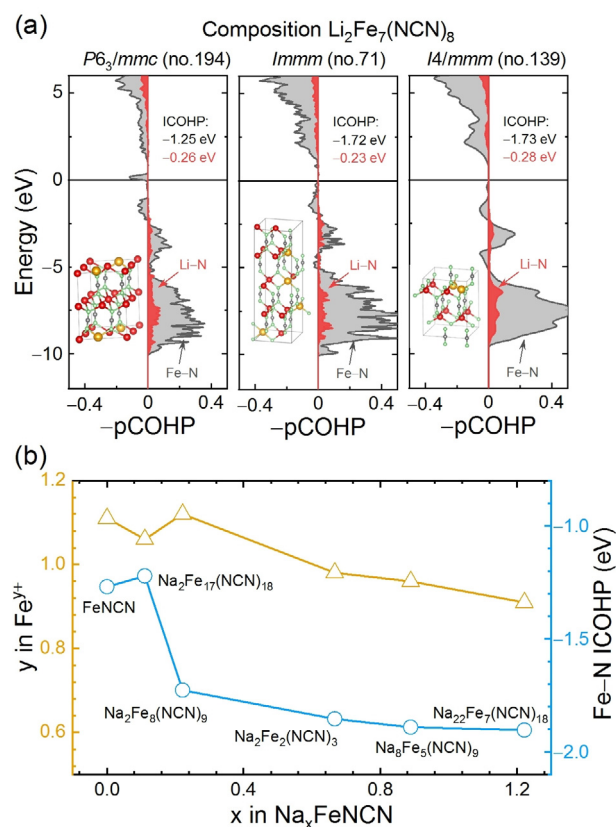 (a)
Composition Li₂Fe₇(NCN)₈
P6₃/mmc (no.194) Immm (no.71) I4/mmm (no.139)
Energy (eV)
5
0
−5
−10
ICOHP:
−1.25 eV
−0.26 eV
Li−N
Fe−N
−0.4 0 0.4
−pCOHP
ICOHP:
−1.72 eV
−0.23 eV
Li−N
Fe−N
−0.4 0 0.4
−pCOHP
ICOHP:
−1.73 eV
−0.28 eV
Li−N
Fe−N
−0.4 0 0.4
−pCOHP
(b)
y in Feʸ⁺
1.2
1.0
0.8
0.6
FeNCN
Na₂Fe₁₇(NCN)₁₈
Na₂Fe₈(NCN)₉
Na₂Fe₂(NCN)₃
Na₈Fe₅(NCN)₉
Na₂₂Fe₇(NCN)₁₈
−1.0
−1.5
−2.0
Fe−N ICOHP (eV)
0.0 0.4 0.8 1.2
x in NaₓFeNCN